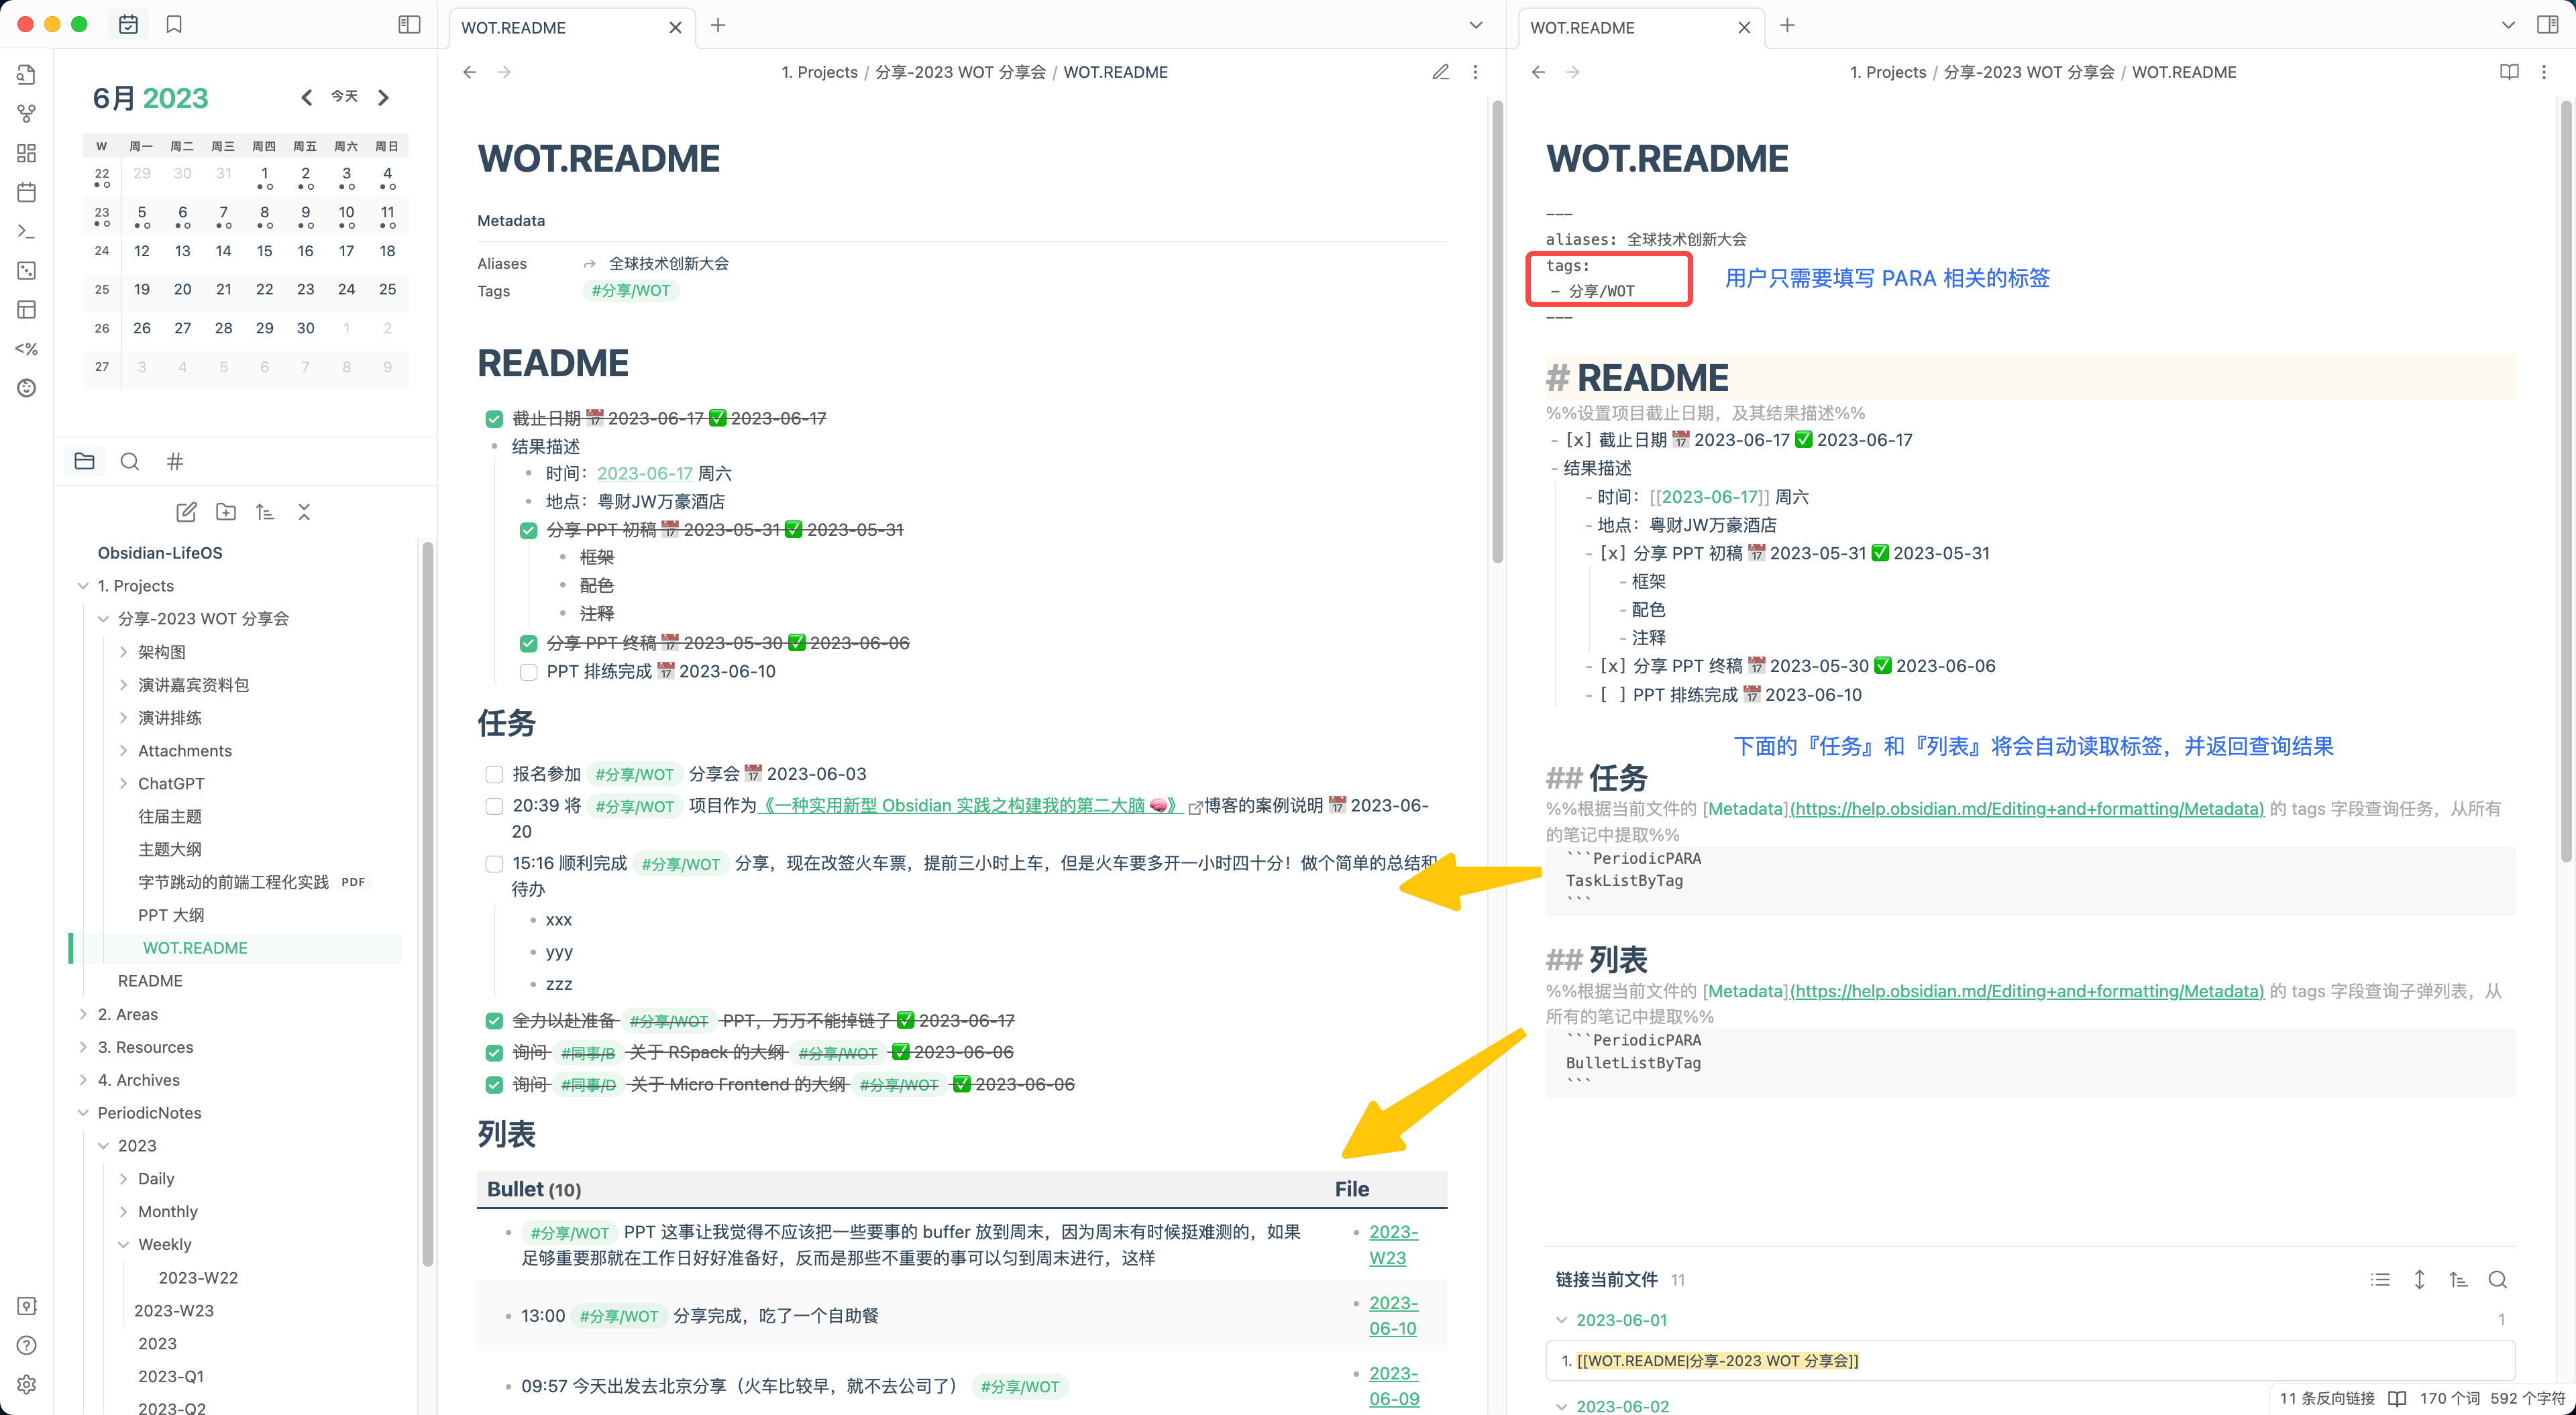 6月 2023
今天
W 周一 周二 周三 周四 周五 周六 周日
22 29 30 31 1 2 3 4
23 5 6 7 8 9 10 11
24 12 13 14 15 16 17 18
25 19 20 21 22 23 24 25
26 26 27 28 29 30 1 2
27 3 4 5 6 7 8 9
Obsidian-LifeOS
1. Projects
分享-2023 WOT 分享会
架构图
演讲嘉宾资料包
演讲排练
Attachments
ChatGPT
往届主题
主题大纲
字节跳动的前端工程化实践 PDF
PPT 大纲
WOT.README
README
2. Areas
3. Resources
4. Archives
PeriodicNotes
2023
Daily
Monthly
Weekly
2023-W22
2023-W23
2023
2023-Q1
2023-Q2
WOT.README
1. Projects / 分享-2023 WOT 分享会 / WOT.README
WOT.README
Metadata
Aliases 全球技术创新大会
Tags #分享/WOT
README
截止日期 📅 2023-06-17 ✅ 2023-06-17
结果描述
时间：2023-06-17 周六
地点：粤财JW万豪酒店
分享 PPT 初稿 📅 2023-05-31 ✅ 2023-05-31
框架
配色
注释
分享 PPT 终稿 📅 2023-05-30 ✅ 2023-06-06
PPT 排练完成 📅 2023-06-10
任务
报名参加 #分享/WOT 分享会 📅 2023-06-03
20:39 将 #分享/WOT 项目作为《一种实用新型 Obsidian 实践之构建我的第二大脑 🧠》博客的案例说明 📅 2023-06-
20
15:16 顺利完成 #分享/WOT 分享，现在改签火车票，提前三小时上车，但是火车要多开一小时四十分！做个简单的总结和
待办
xxx
yyy
zzz
全力以赴准备 #分享/WOT PPT，万万不能掉链子 ✅ 2023-06-17
询问 #同事/B 关于 RSpack 的大纲 #分享/WOT ✅ 2023-06-06
询问 #同事/D 关于 Micro Frontend 的大纲 #分享/WOT ✅ 2023-06-06
列表
Bullet (10) File
#分享/WOT PPT 这事让我觉得不应该把一些要事的 buffer 放到周末，因为周末有时候挺难测的，如果 2023-
足够重要那就在工作日好好准备好，反而是那些不重要的事可以匀到周末进行，这样 W23
13:00 #分享/WOT 分享完成，吃了一个自助餐 2023-
06-10
09:57 今天出发去北京分享（火车比较早，就不去公司了） #分享/WOT 2023-
06-09
WOT.README
1. Projects / 分享-2023 WOT 分享会 / WOT.README
WOT.README
---
aliases: 全球技术创新大会
tags:
- 分享/WOT
---
用户只需要填写 PARA 相关的标签
# README
%%设置项目截止日期，及其结果描述%%
- [x] 截止日期 📅 2023-06-17 ✅ 2023-06-17
- 结果描述
- 时间：[[2023-06-17]] 周六
- 地点：粤财JW万豪酒店
- [x] 分享 PPT 初稿 📅 2023-05-31 ✅ 2023-05-31
- 框架
- 配色
- 注释
- [x] 分享 PPT 终稿 📅 2023-05-30 ✅ 2023-06-06
- [ ] PPT 排练完成 📅 2023-06-10
下面的『任务』和『列表』将会自动读取标签，并返回查询结果
## 任务
%%根据当前文件的 [Metadata](https://help.obsidian.md/Editing+and+formatting/Metadata) 的 tags 字段查询任务，从所有
的笔记中提取%%
```PeriodicPARA
TaskListByTag
```
## 列表
%%根据当前文件的 [Metadata](https://help.obsidian.md/Editing+and+formatting/Metadata) 的 tags 字段查询子弹列表，从
所有的笔记中提取%%
```PeriodicPARA
BulletListByTag
```
链接当前文件 11
2023-06-01 1
1. [[WOT.README|分享-2023 WOT 分享会]]
2023-06-02
11 条反向链接 170 个词 592 个字符